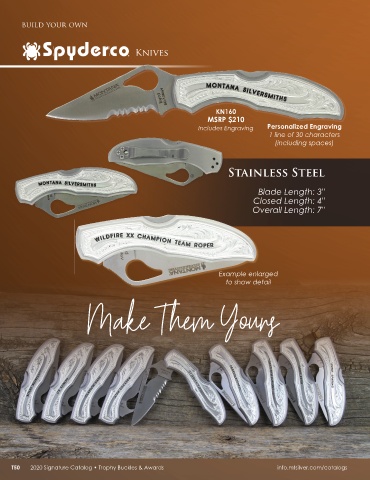 BUILD YOUR OWN
Spyderco KNIVES
MONTANA SILVERSMITHS
KN160
MSRP $210
Includes Engraving
Personalized Engraving
1 line of 30 characters
(including spaces)
MONTANA SILVERSMITHS
STAINLESS STEEL
Blade Length: 3"
Closed Length: 4"
Overall Length: 7"
WILDFIRE XX CHAMPION TEAM ROPER
Example enlarged
to show detail
Make Them Yours
T50 2020 Signature Catalog • Trophy Buckles & Awards
info.mtsilver.com/catalogs